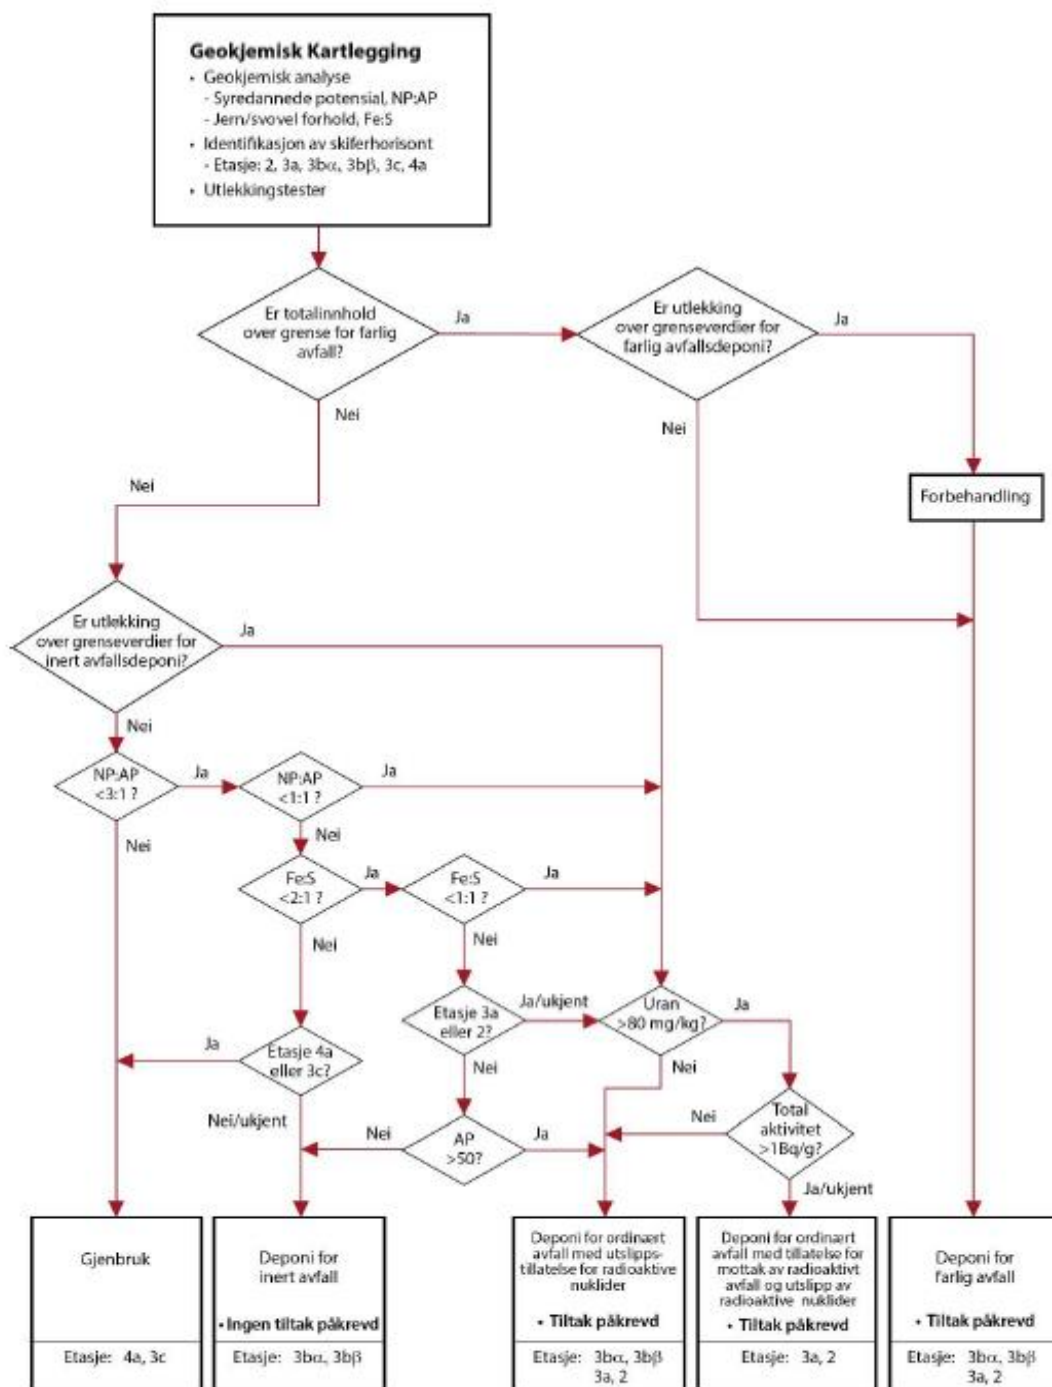 Geokjemisk Kartlegging
• Geokjemisk analyse
- Syredannede potensial, NP:AP
- Jern/svovel forhold, Fe:S
• Identifikasjon av skiferhorisont
- Etasje: 2, 3a, 3bα, 3bβ, 3c, 4a
• Utlekkingstester
Er totalinnhold
over grense for farlig
avfall?
Ja
Er utlekking
over grenseverdier for
farlig avfallsdeponi?
Ja
Nei
Nei
Nei
Forbehandling
Er utlekking
over grenseverdier for
inert avfallsdeponi?
Ja
Nei
NP:AP
<3:1 ?
Ja
NP:AP
<1:1 ?
Ja
Nei
Nei
Fe:S
<2:1 ?
Ja
Fe:S
<1:1 ?
Ja
Nei
Nei
Etasje 3a
eller 2?
Ja/ukjent
Uran
>80 mg/kg?
Ja
Ja
Etasje 4a
eller 3c?
Nei
Nei
Nei/ukjent
Nei
AP
>50?
Ja
Nei
Total
aktivitet
>1Bq/g?
Ja/ukjent
Gjenbruk
Etasje: 4a, 3c
Deponi for
inert avfall
• Ingen tiltak påkrevd
Etasje: 3bα, 3bβ
Deponi for ordinært
avfall med utslipps-
tillatelse for radioaktive
nuklider
• Tiltak påkrevd
Etasje: 3bα, 3bβ
3a, 2
Deponi for ordinært
avfall med tillatelse for
mottak av radioaktivt
avfall og utslipp av
radioaktive nuklider
• Tiltak påkrevd
Etasje: 3a, 2
Deponi for
farlig avfall
• Tiltak påkrevd
Etasje: 3bα, 3bβ
3a, 2